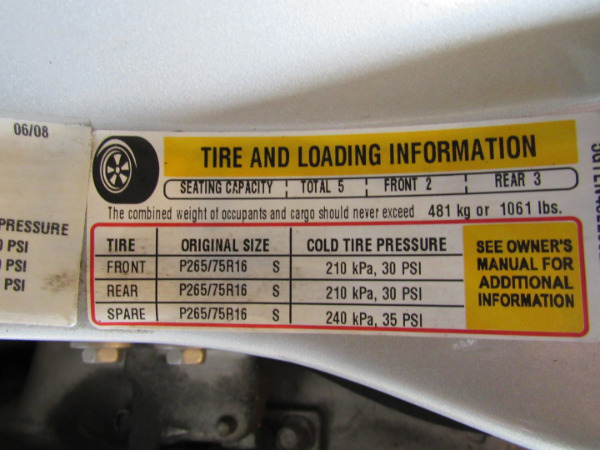 06/08
PRESSURE
PSI
PSI
PSI
TIRE AND LOADING INFORMATION
SEATING CAPACITY TOTAL 5 FRONT 2 REAR 3
The combined weight of occupants and cargo should never exceed 481 kg or 1061 lbs.
TIRE ORIGINAL SIZE COLD TIRE PRESSURE
FRONT P265/75R16 S 210 kPa, 30 PSI
REAR P265/75R16 S 210 kPa, 30 PSI
SPARE P265/75R16 S 240 kPa, 35 PSI
SEE OWNER'S
MANUAL FOR
ADDITIONAL
INFORMATION